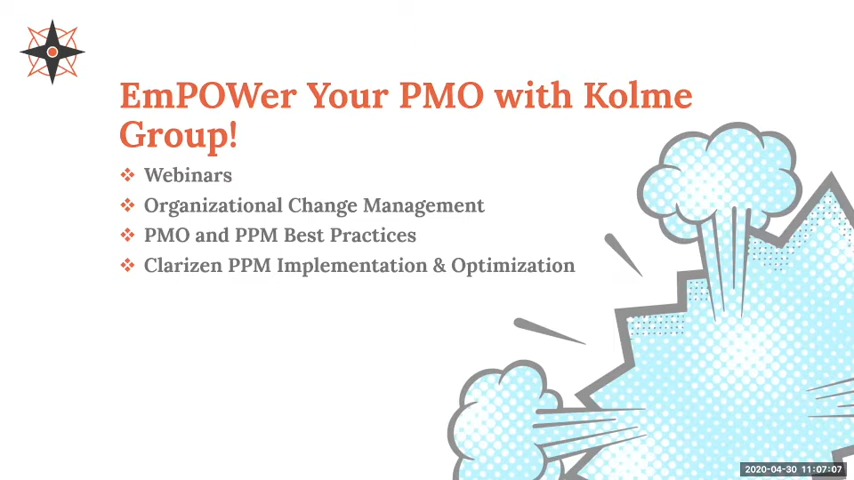 EmPOWer Your PMO with Kolme
Group!
❖ Webinars
❖ Organizational Change Management
❖ PMO and PPM Best Practices
❖ Clarizen PPM Implementation & Optimization
2020-04-30 11:07:07